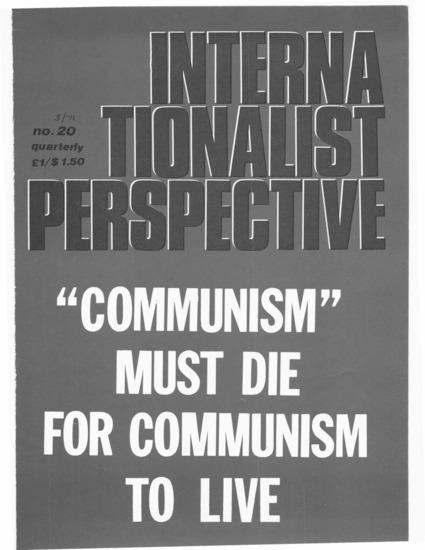 INTERNA
TIONALIST
PERSPECTIVE
3/91
no. 20
quarterly
£1/$1.50
“COMMUNISM”
MUST DIE
FOR COMMUNISM
TO LIVE